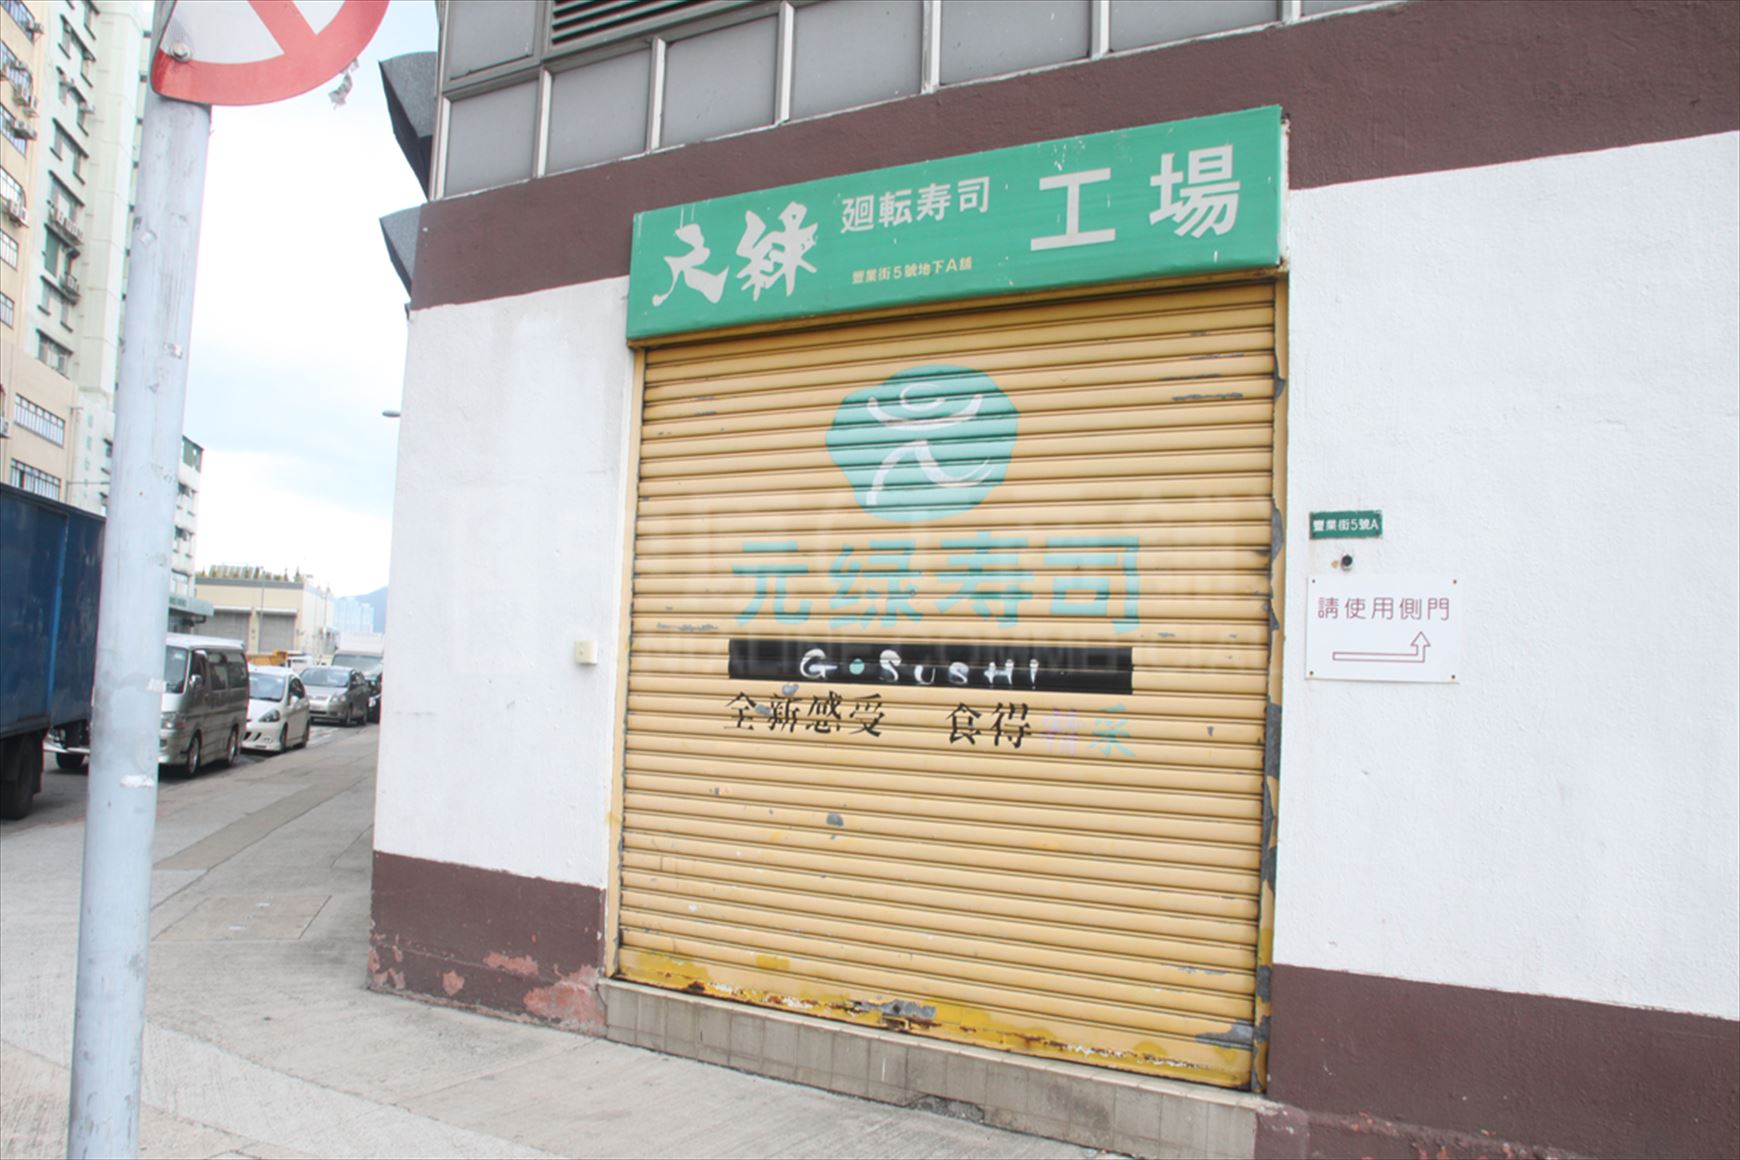 元綠 廻転寿司 工場
豐業街5號地下A舖
元绿寿司
G·SUSHI
全新感受 食得精采
豐業街5號A
請使用側門